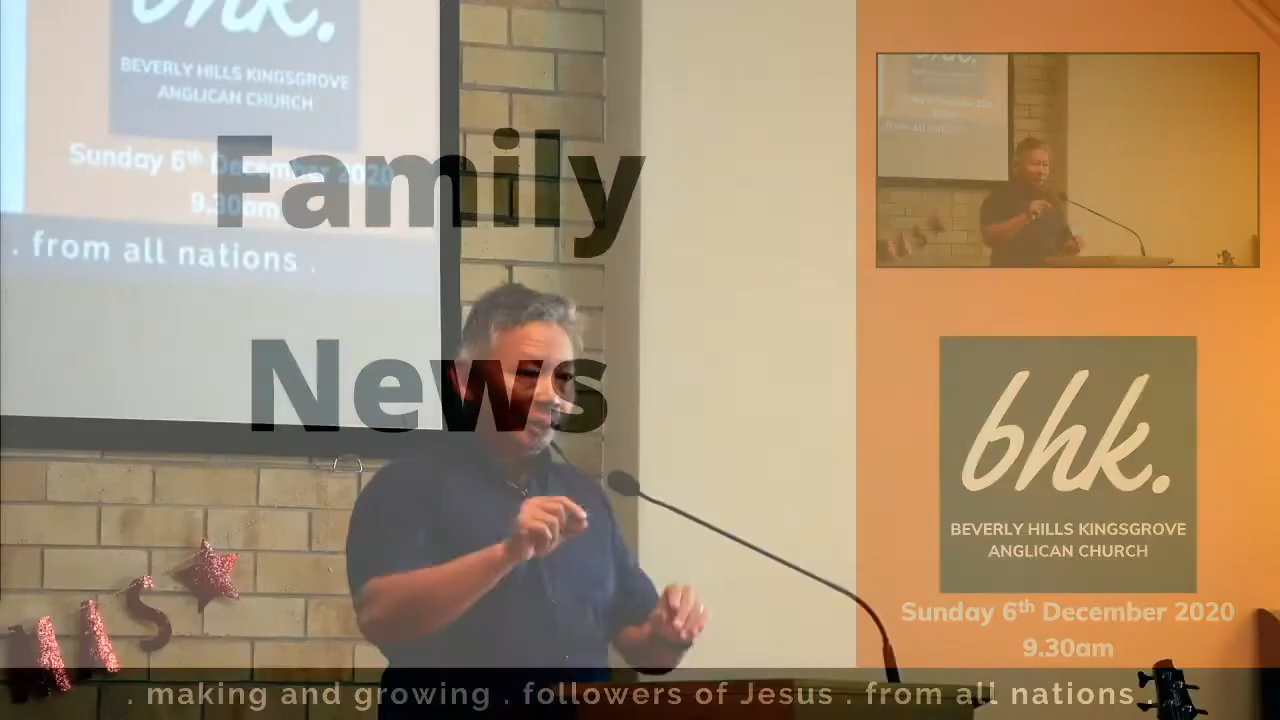 bhk.
BEVERLY HILLS KINGSGROVE
ANGLICAN CHURCH
Sunday 6th December 2020
9.30am
. from all nations .
Family
News
bhk.
BEVERLY HILLS KINGSGROVE
ANGLICAN CHURCH
Sunday 6th December 2020
9.30am
. making and growing . followers of Jesus . from all nations .